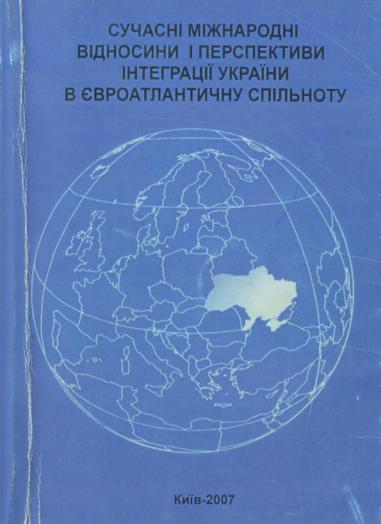 СУЧАСНІ МІЖНАРОДНІ
ВІДНОСИНИ І ПЕРСПЕКТИВИ
ІНТЕГРАЦІЇ УКРАЇНИ
В ЄВРОАТЛАНТИЧНУ СПІЛЬНОТУ
Київ-2007